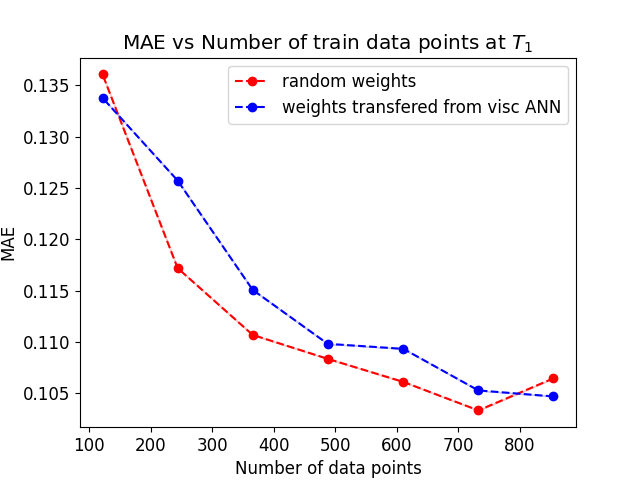 MAE vs Number of train data points at T₁
random weights
weights transfered from visc ANN
0.135
0.130
0.125
0.120
0.115
0.110
0.105
MAE
100 200 300 400 500 600 700 800
Number of data points